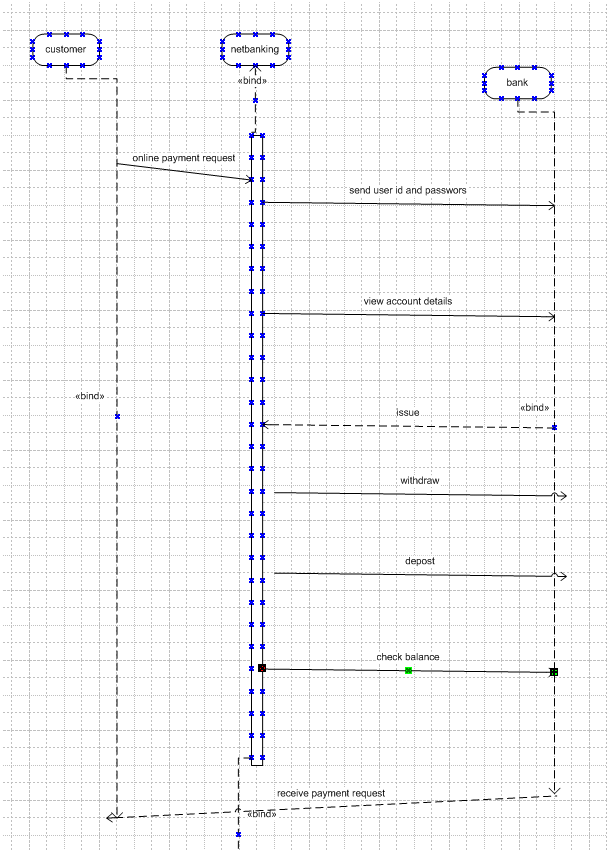 customer
netbanking
«bind»
bank
online payment request
send user id and passwors
view account details
«bind»
issue
«bind»
withdraw
depost
check balance
receive payment request
«bind»